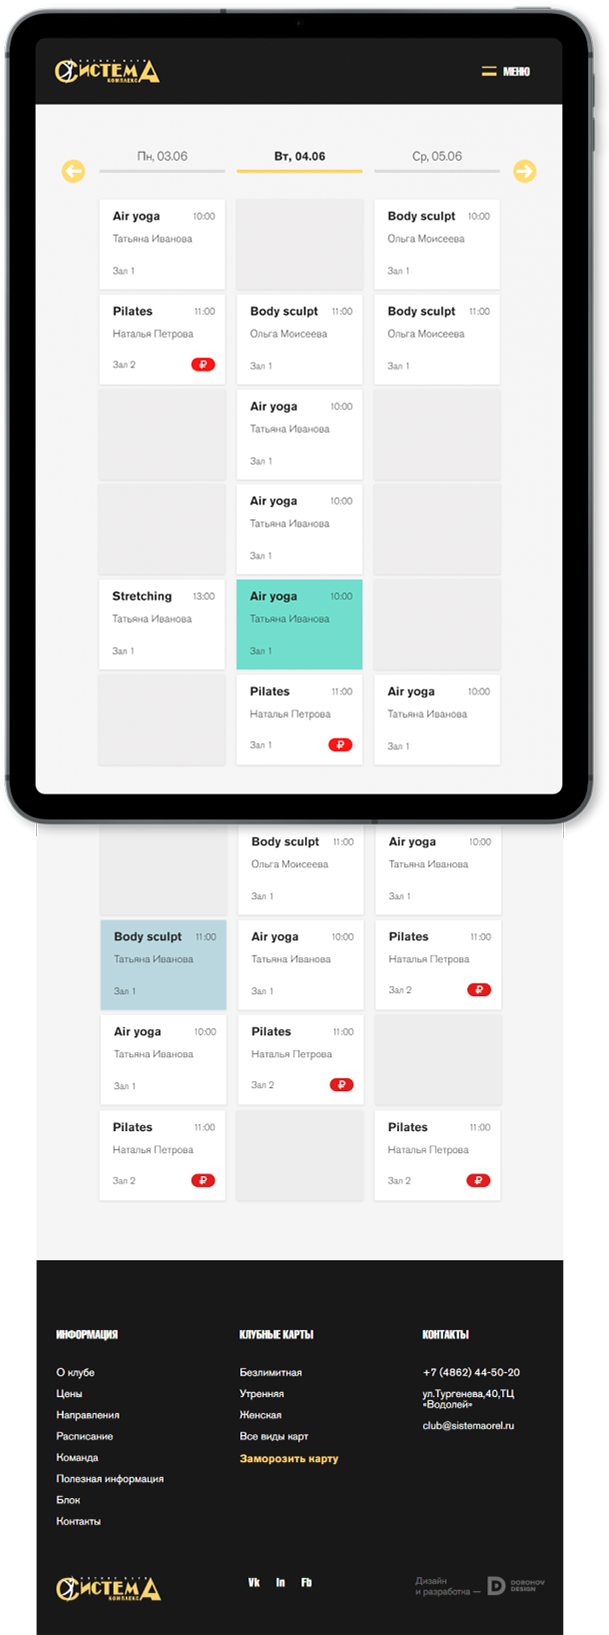 СИСТЕМА
КОМПЛЕКС
МЕНЮ
Пн, 03.06
Вт, 04.06
Ср, 05.06
Air yoga 10:00
Татьяна Иванова
Зал 1
Body sculpt 10:00
Ольга Моисеева
Зал 1
Pilates 11:00
Наталья Петрова
Зал 2 ₽
Body sculpt 11:00
Ольга Моисеева
Зал 1
Body sculpt 11:00
Ольга Моисеева
Зал 1
Air yoga 10:00
Татьяна Иванова
Зал 1
Air yoga 10:00
Татьяна Иванова
Зал 1
Stretching 13:00
Татьяна Иванова
Зал 1
Air yoga 10:00
Татьяна Иванова
Зал 1
Pilates 11:00
Наталья Петрова
Зал 1 ₽
Air yoga 10:00
Татьяна Иванова
Зал 1
Body sculpt 11:00
Ольга Моисеева
Зал 1
Air yoga 10:00
Татьяна Иванова
Зал 1
Body sculpt 11:00
Татьяна Иванова
Зал 1
Air yoga 10:00
Татьяна Иванова
Зал 1
Pilates 11:00
Наталья Петрова
Зал 2 ₽
Air yoga 10:00
Татьяна Иванова
Зал 1
Pilates 11:00
Наталья Петрова
Зал 2 ₽
Pilates 11:00
Наталья Петрова
Зал 2 ₽
Pilates 11:00
Наталья Петрова
Зал 2 ₽
ИНФОРМАЦИЯ
О клубе
Цены
Направления
Расписание
Команда
Полезная информация
Блок
Контакты
КЛУБНЫЕ КАРТЫ
Безлимитная
Утренняя
Женская
Все виды карт
Заморозить карту
КОНТАКТЫ
+7 (4862) 44-50-20
ул.Тургенева,40,ТЦ
«Водолей»
club@sistemaorel.ru
СИСТЕМА
КОМПЛЕКС
Vk In Fb
Дизайн
и разработка —
DOROHOV
DESIGN